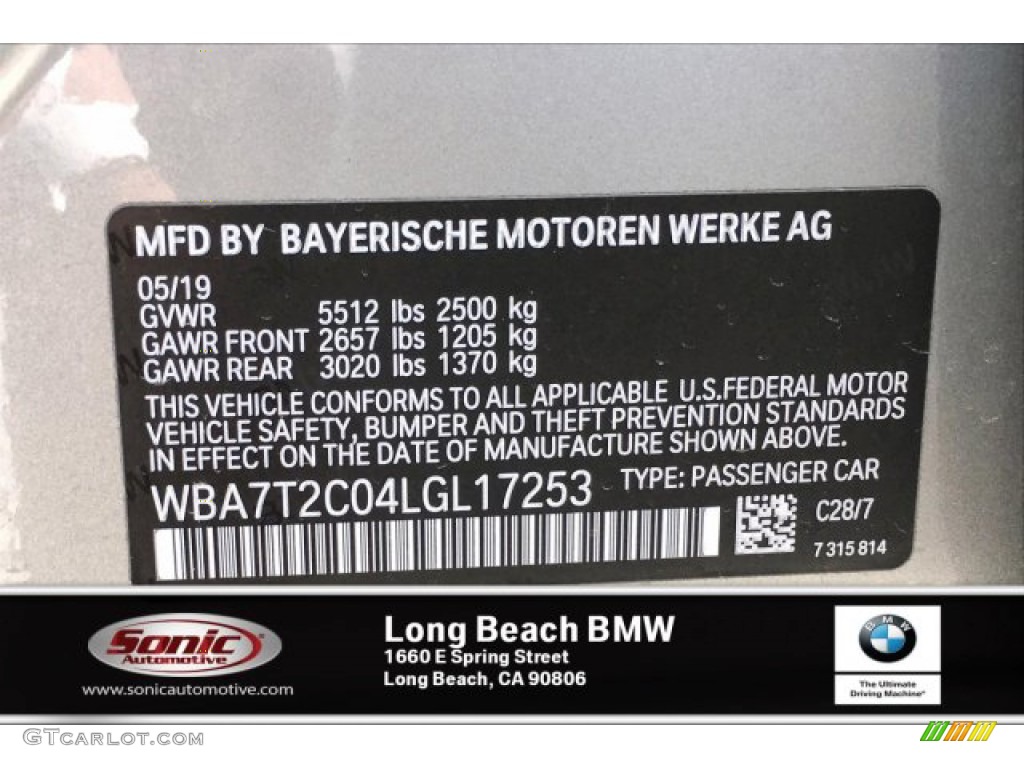 MFD BY BAYERISCHE MOTOREN WERKE AG
05/19
GVWR 5512 lbs 2500 kg
GAWR FRONT 2657 lbs 1205 kg
GAWR REAR 3020 lbs 1370 kg
THIS VEHICLE CONFORMS TO ALL APPLICABLE U.S.FEDERAL MOTOR
VEHICLE SAFETY, BUMPER AND THEFT PREVENTION STANDARDS
IN EFFECT ON THE DATE OF MANUFACTURE SHOWN ABOVE.
WBA7T2C04LGL17253 TYPE: PASSENGER CAR
C28/7
7 315 814
Sonic
Automotive
www.sonicautomotive.com
Long Beach BMW
1660 E Spring Street
Long Beach, CA 90806
BMW
The Ultimate
Driving Machine®
GTCARLOT.COM